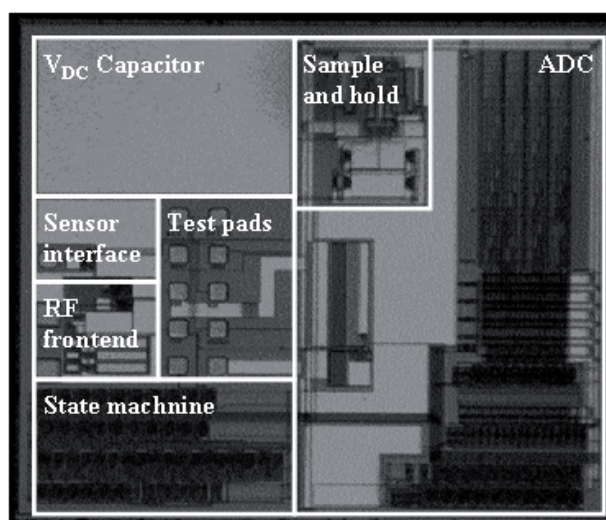 V_DC Capacitor
Sample
and hold
ADC
Sensor
interface
Test pads
RF
frontend
State machnine